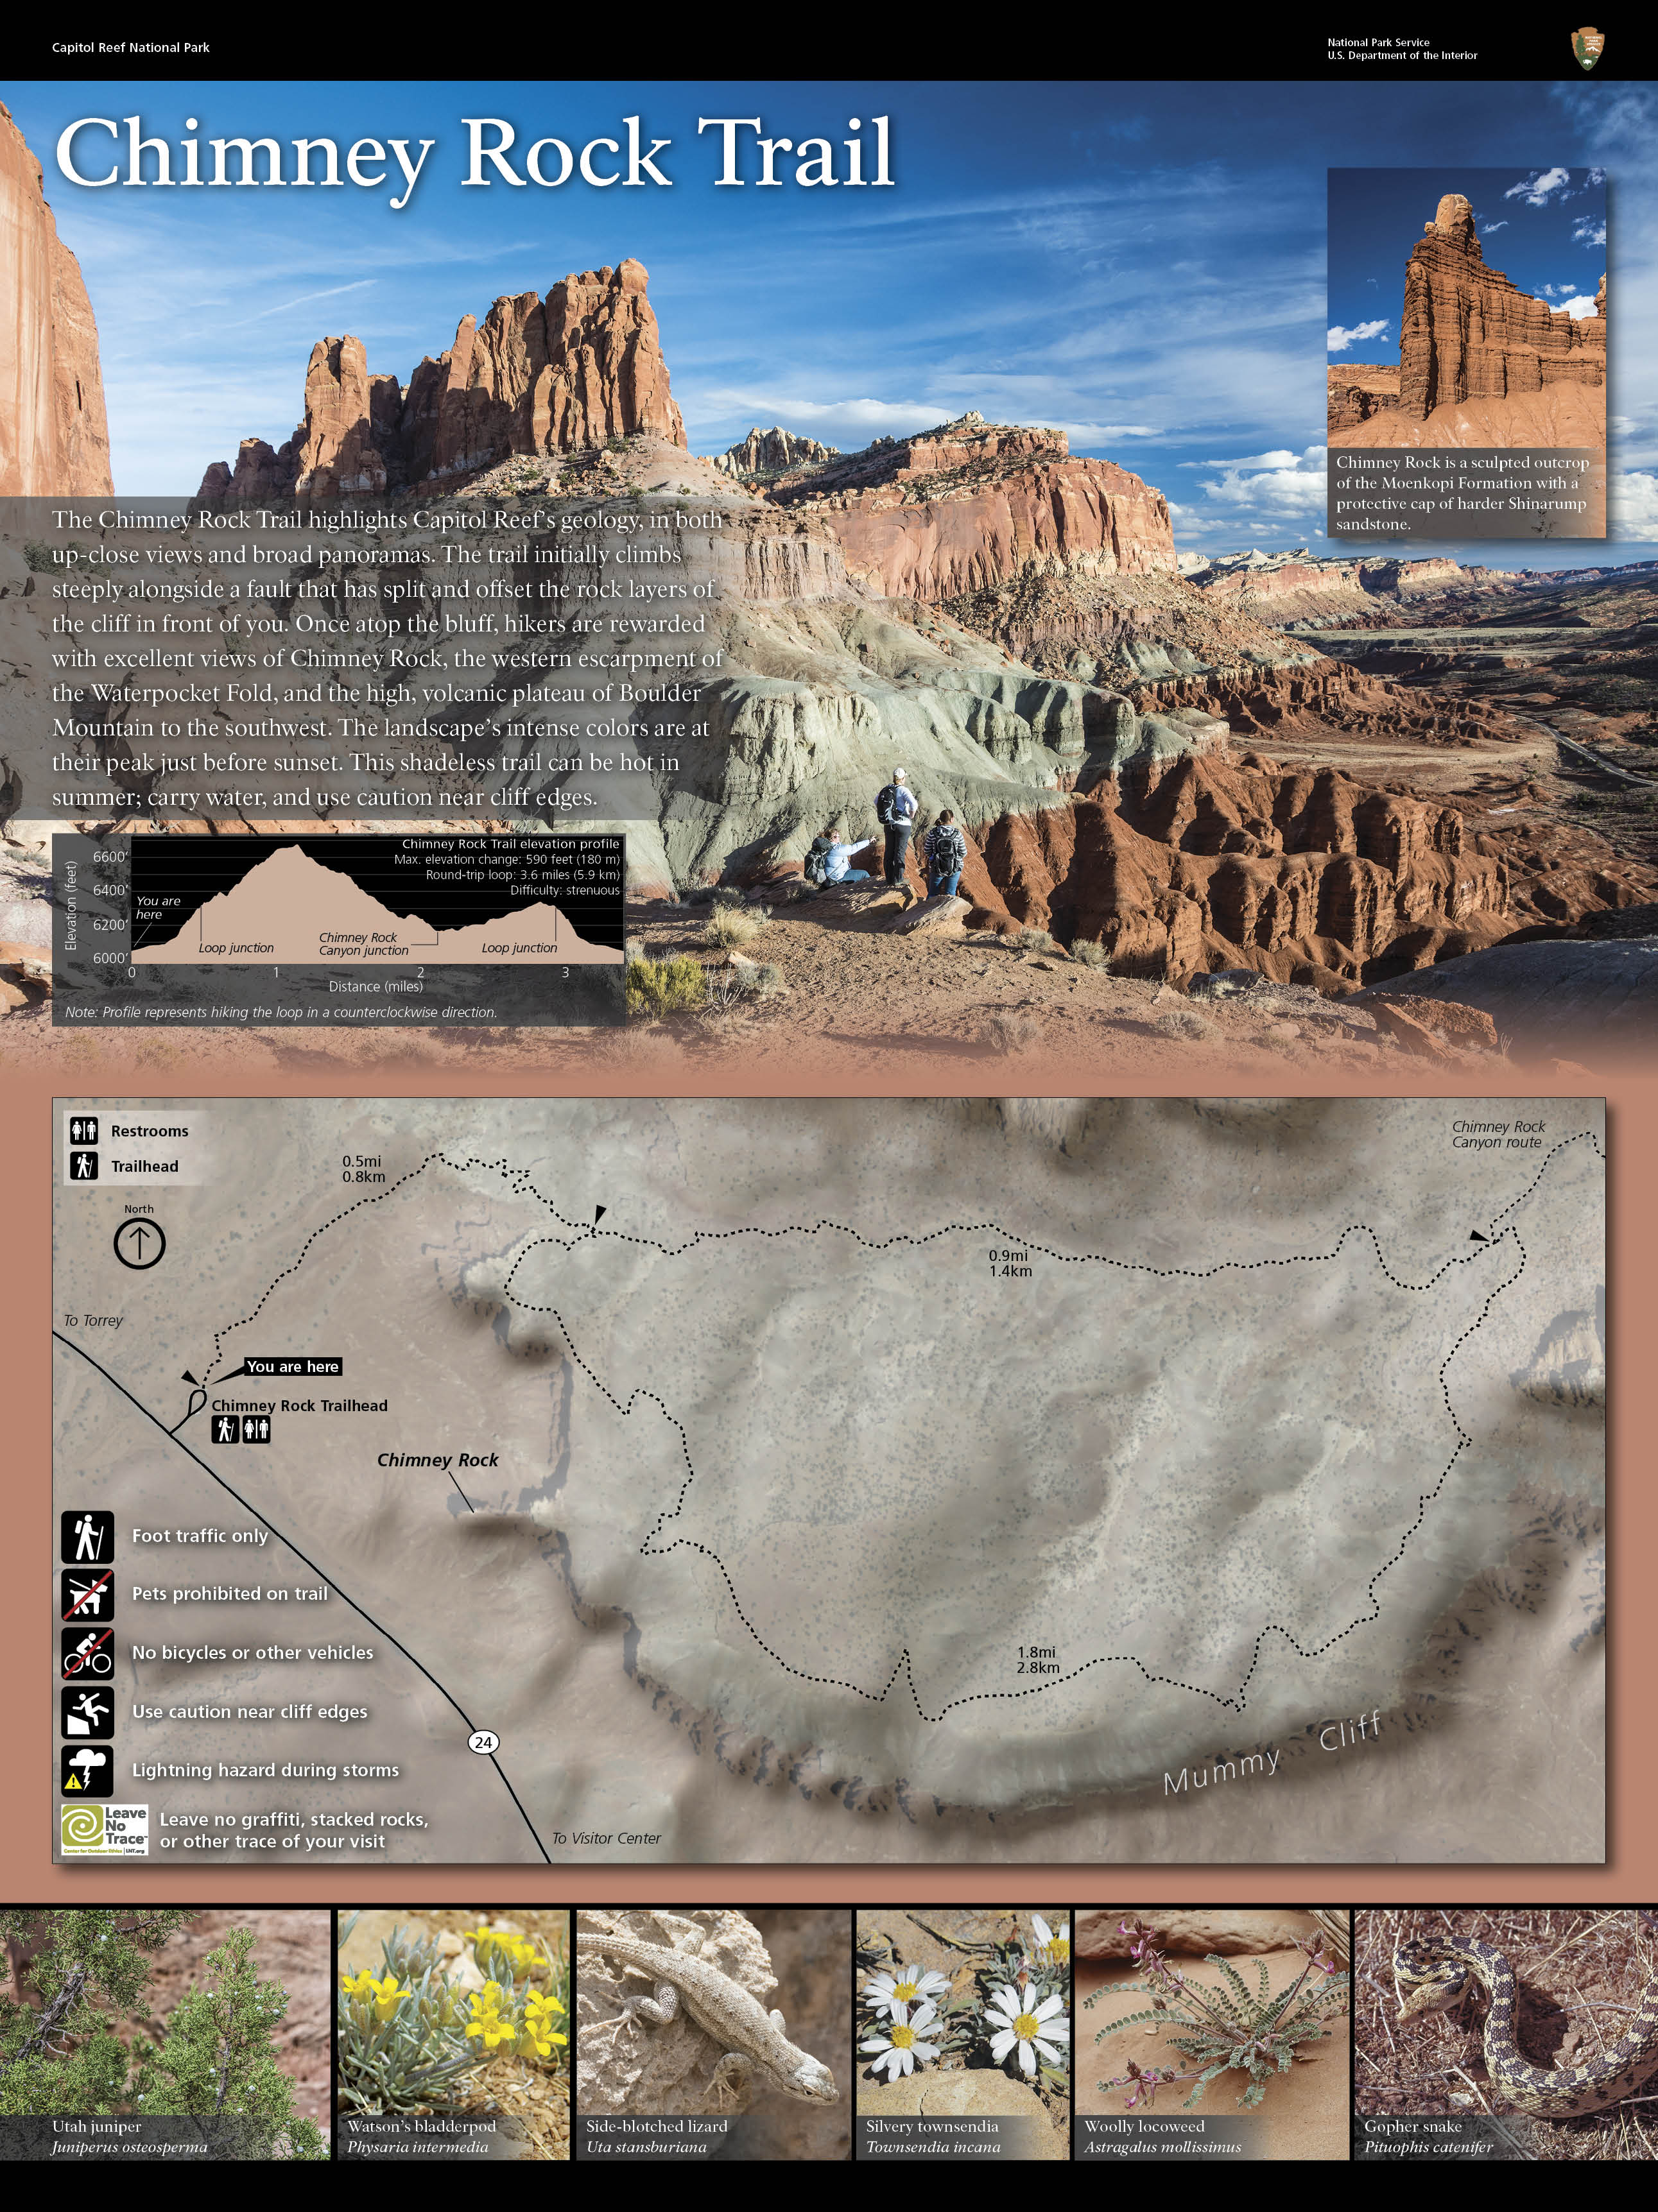 Capitol Reef National Park
National Park Service
U.S. Department of the Interior
Chimney Rock Trail
Chimney Rock is a sculpted outcrop
of the Moenkopi Formation with a
protective cap of harder Shinarump
sandstone.
The Chimney Rock Trail highlights Capitol Reef’s geology, in both
up-close views and broad panoramas. The trail initially climbs
steeply alongside a fault that has split and offset the rock layers of
the cliff in front of you. Once atop the bluff, hikers are rewarded
with excellent views of Chimney Rock, the western escarpment of
the Waterpocket Fold, and the high, volcanic plateau of Boulder
Mountain to the southwest. The landscape’s intense colors are at
their peak just before sunset. This shadeless trail can be hot in
summer; carry water, and use caution near cliff edges.
Chimney Rock Trail elevation profile
Max. elevation change: 590 feet (180 m)
Round-trip loop: 3.6 miles (5.9 km)
Difficulty: strenuous
Elevation (feet)
6600’
6400’
6200’
6000’
You are
here
Loop junction
Chimney Rock
Canyon junction
Loop junction
0 1 2 3
Distance (miles)
Note: Profile represents hiking the loop in a counterclockwise direction.
Restrooms
Trailhead
North
0.5mi
0.8km
Chimney Rock
Canyon route
0.9mi
1.4km
To Torrey
You are here
Chimney Rock Trailhead
Chimney Rock
Foot traffic only
Pets prohibited on trail
No bicycles or other vehicles
Use caution near cliff edges
Lightning hazard during storms
Leave
No
Trace
Center for Outdoor Ethics | LNT.org
Leave no graffiti, stacked rocks,
or other trace of your visit
1.8mi
2.8km
24
Mummy Cliff
To Visitor Center
Utah juniper
Juniperus osteosperma
Watson’s bladderpod
Physaria intermedia
Side-blotched lizard
Uta stansburiana
Silvery townsendia
Townsendia incana
Woolly locoweed
Astragalus mollissimus
Gopher snake
Pituophis catenifer